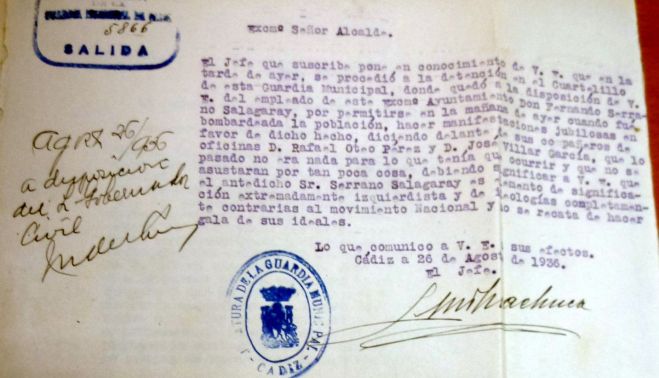 5866
SALIDA
Excmº Señor Alcalde.
El Jefe que suscribe pone en conocimiento de V. E. que en la
tarde de ayer, se procedió a la detención en el Cuartelillo
de esta Guardia Municipal, donde quedó a la disposición de V.
E. del empleado de este Excmº Ayuntamiento Don Fernando Serra-
no Salagaray, por permitirse en la mañana de ayer cuando fué
bombardeada la población, hacer manifestaciones jubilosas en
favor de dicho hecho, diciendo delante de sus compañeros de
oficinas D. Rafael Oteo Pérez y D. José Villar García, que lo
pasado no era nada para lo que tenía que ocurrir y que no se
asustaran por tan poca cosa, debiendo significar a V. E. que
el antedicho Sr. Serrano Salagaray es elemento de significa-
ción extremadamente izquierdista y de ideologías completamen-
te contrarias al movimiento Nacional y no se recata de hacer
gala de sus ideales.
Lo que comunico a V. E. sus efectos.
Cádiz a 26 de Agosto de 1936.
El Jefe.
a disposición
del Gobernador
Civil
JEFATURA DE LA GUARDIA MUNICIPAL
CADIZ